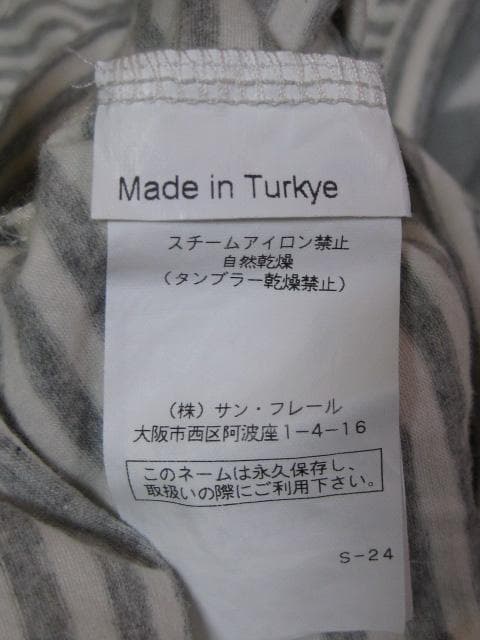 Made in Turkye
スチームアイロン禁止
自然乾燥
（タンブラー乾燥禁止）
（株）サン・フレール
大阪市西区阿波座１－４－１６
このネームは永久保存し、
取扱いの際にご利用下さい。
Ｓ－２４